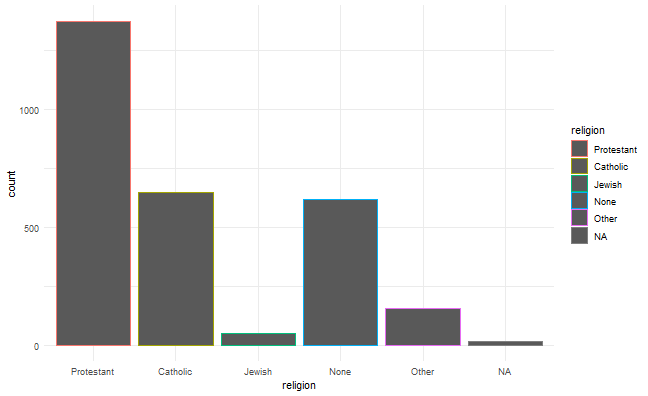 count
1000
500
0
Protestant Catholic Jewish None Other NA
religion
religion
Protestant
Catholic
Jewish
None
Other
NA